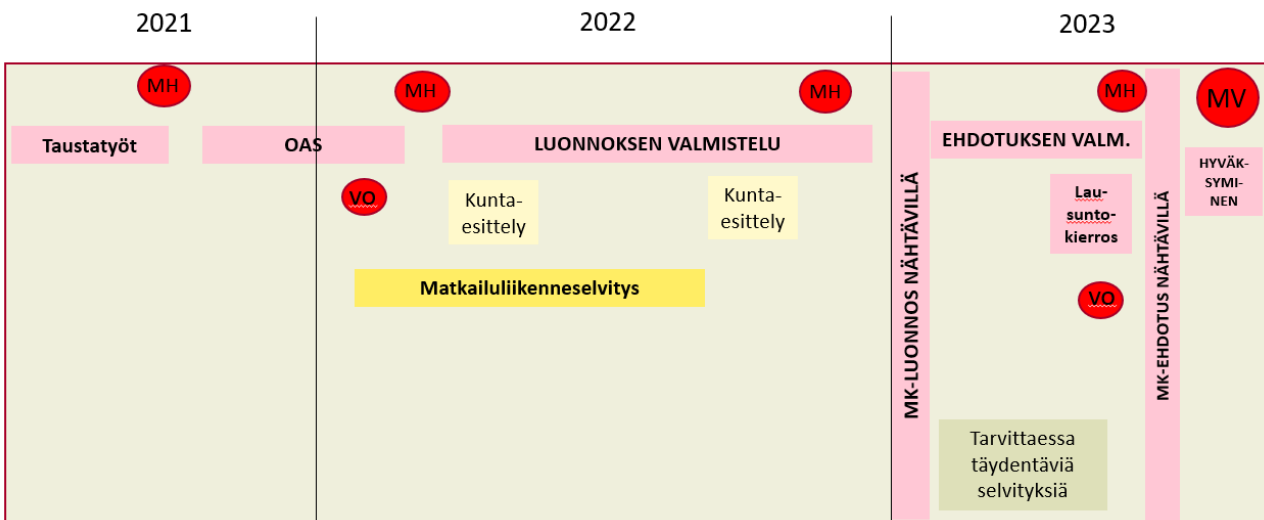 2021
2022
2023
MH
MH
MH
MH
MV
Taustatyöt
OAS
LUONNOKSEN VALMISTELU
EHDOTUKSEN VALM.
HYVÄK-
SYMI-
NEN
VO
Kunta-
esittely
Kunta-
esittely
Lau-
sunto-
kierros
Matkailuliikenneselvitys
VO
MK-LUONNOS NÄHTÄVILLÄ
MK-EHDOTUS NÄHTÄVILLÄ
Tarvittaessa
täydentäviä
selvityksiä